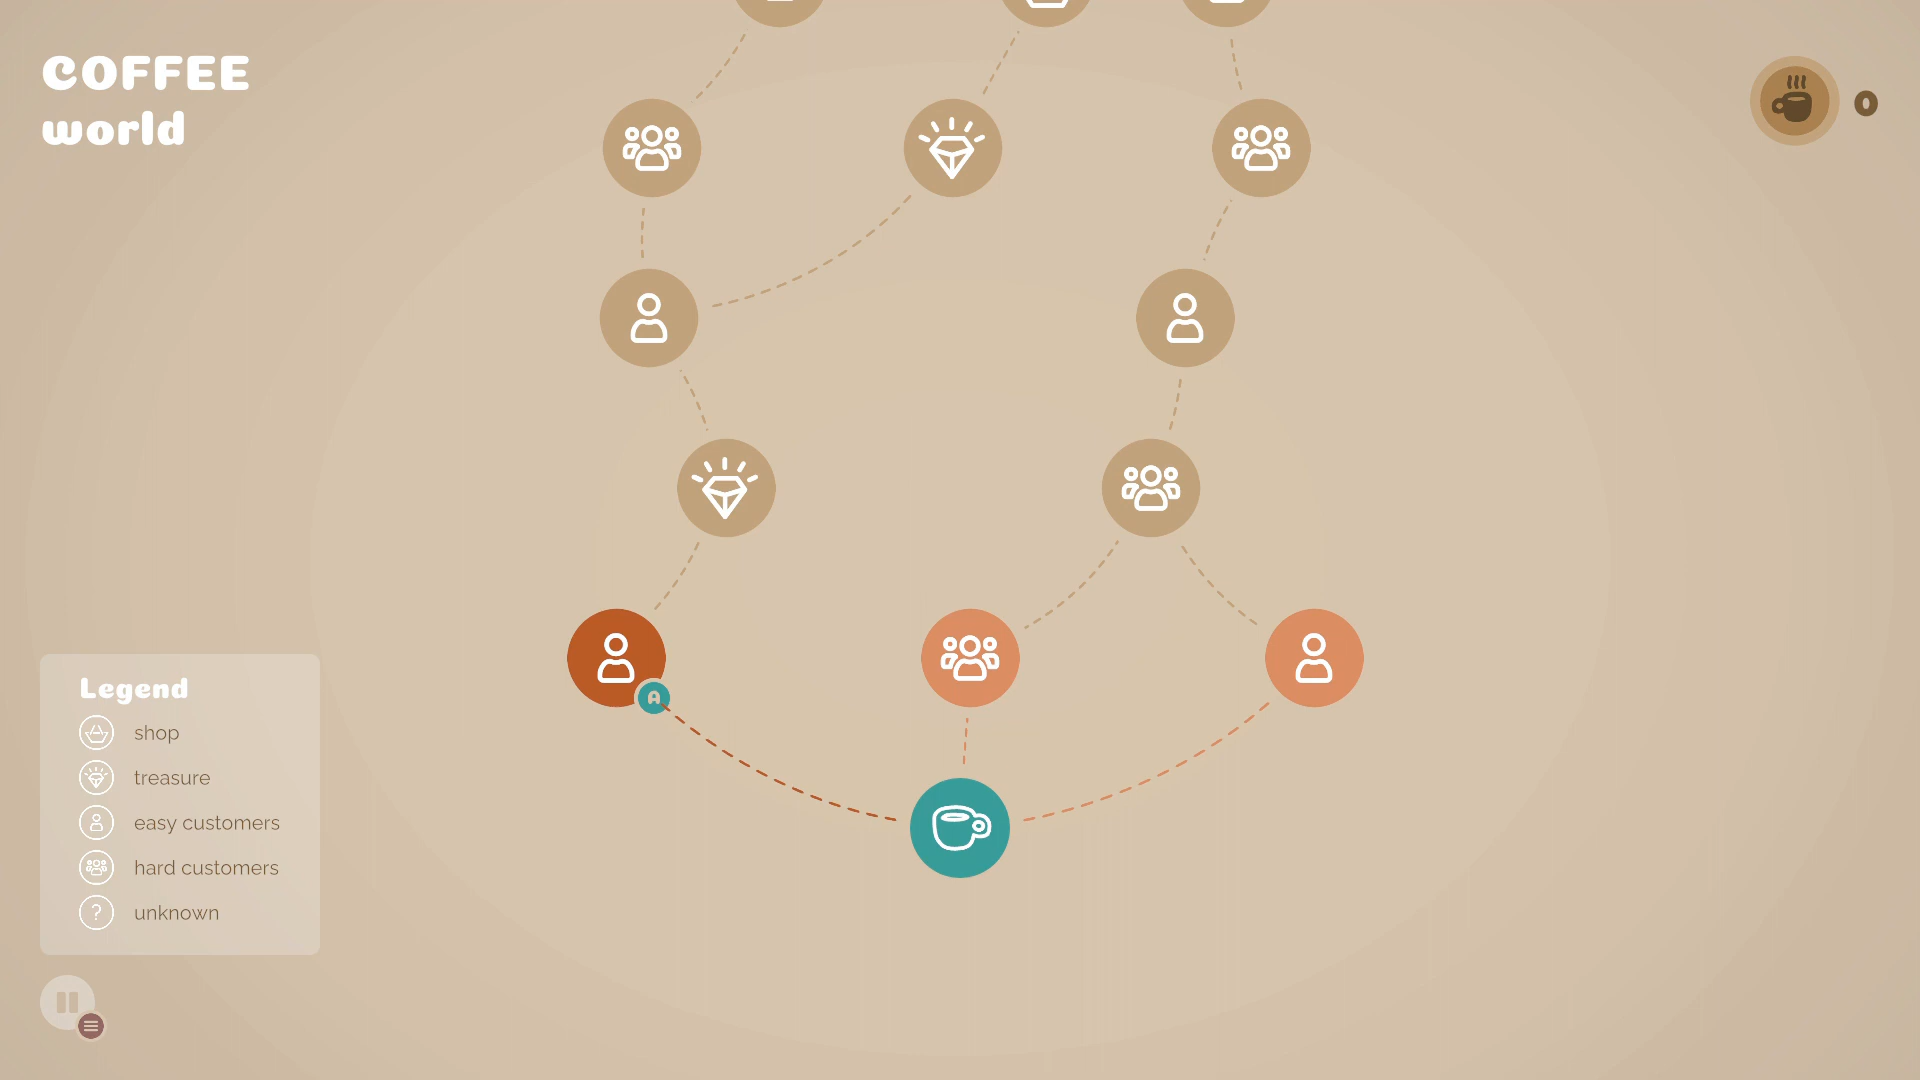 COFFEE
world
0
A
Legend
shop
treasure
easy customers
hard customers
? unknown